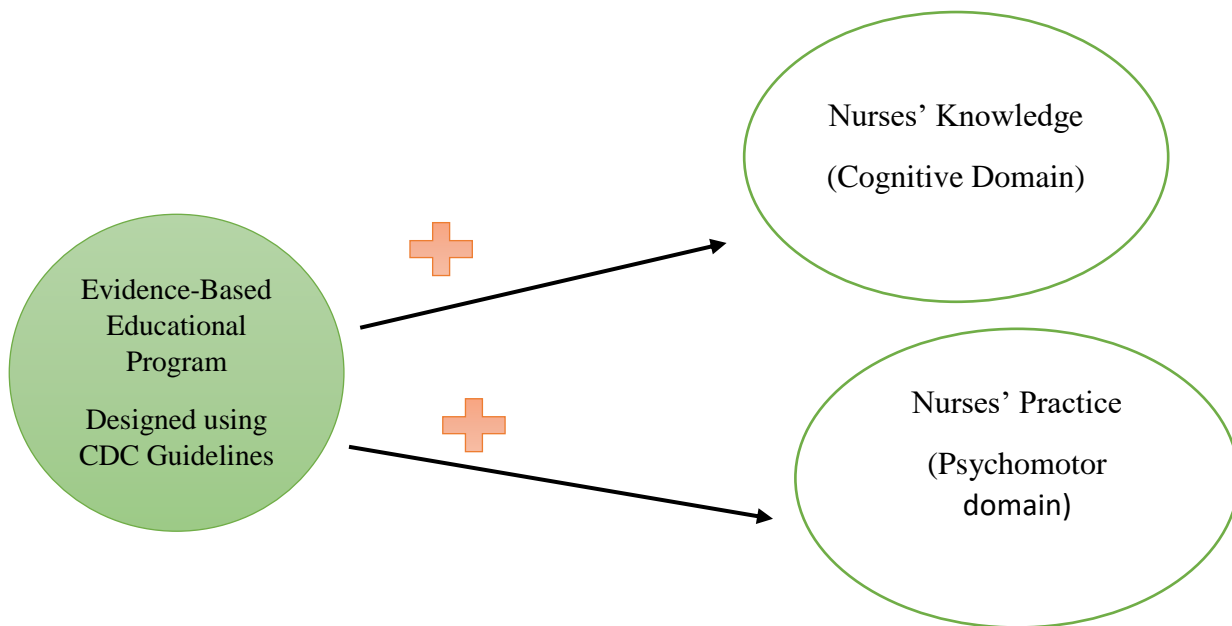 Evidence-Based
Educational
Program
Designed using
CDC Guidelines
Nurses’ Knowledge
(Cognitive Domain)
Nurses’ Practice
(Psychomotor
domain)